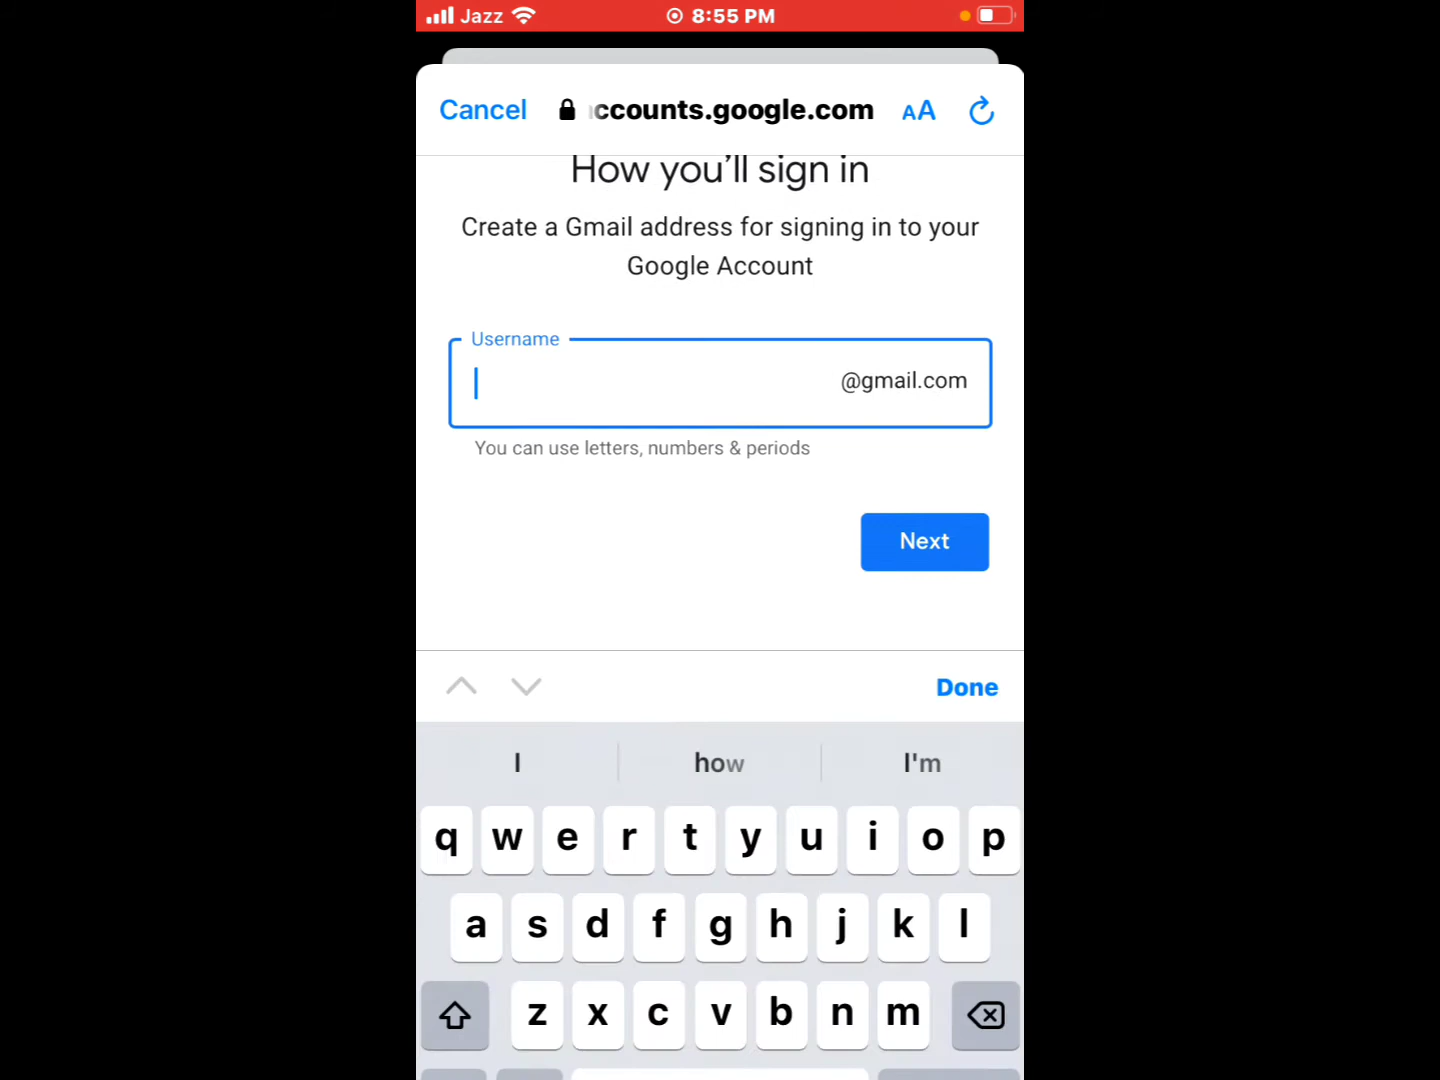 Jazz 8:55 PM
Cancel ccounts.google.com AA
How you'll sign in
Create a Gmail address for signing in to your
Google Account
Username
@gmail.com
You can use letters, numbers & periods
Next
Done
I how I'm
q w e r t y u i o p
a s d f g h j k l
z x c v b n m